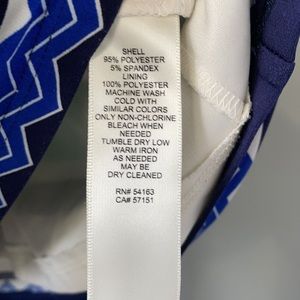 SHELL
95% POLYESTER
5% SPANDEX
LINING
100% POLYESTER
MACHINE WASH
COLD WITH
SIMILAR COLORS
ONLY NON-CHLORINE
BLEACH WHEN
NEEDED
TUMBLE DRY LOW
WARM IRON
AS NEEDED
MAY BE
DRY CLEANED
RN# 54163
CA# 57151